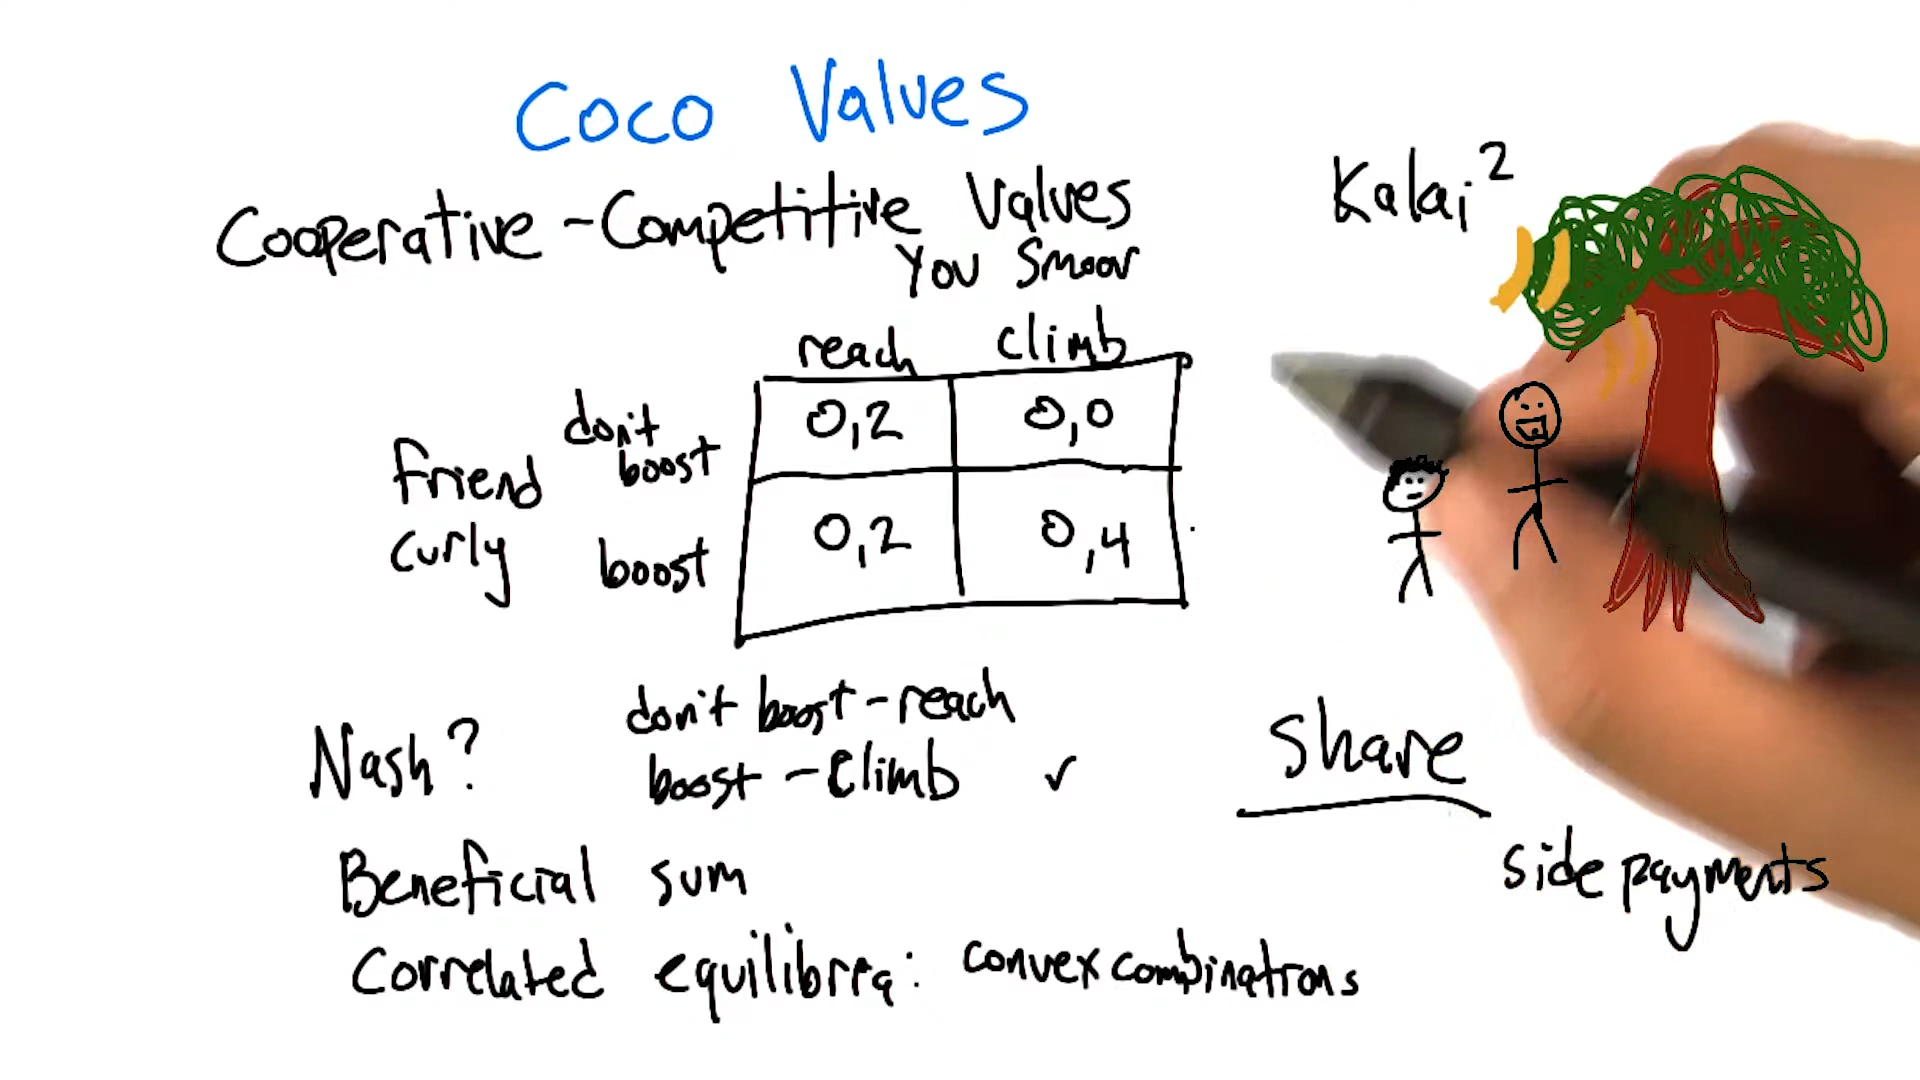 Coco Values
Cooperative-Competitive Values
Kalai²
You Smoov
reach climb
don't boost 0,2 0,0
friend curly
boost 0,2 0,4
Nash? don't boost-reach
boost-Climb ✓
Share
Beneficial sum
side payments
Correlated equilibria: convex combinations